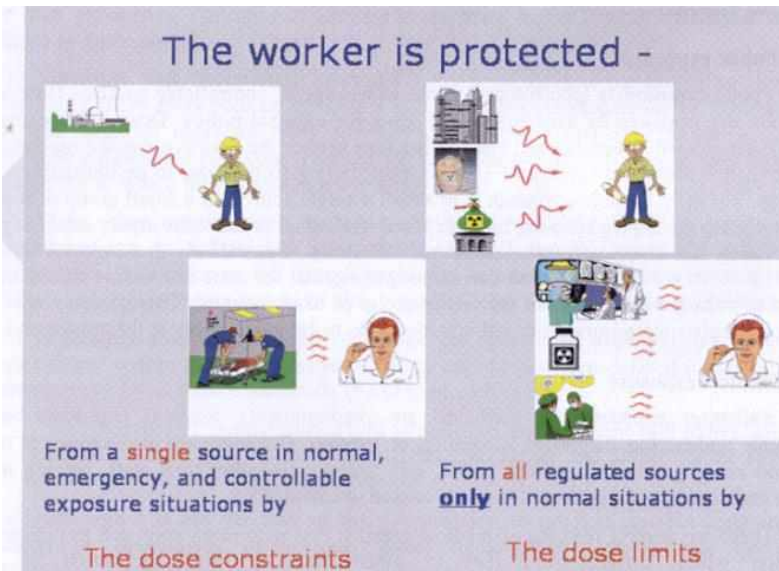 The worker is protected -
From a single source in normal,
emergency, and controllable
exposure situations by
The dose constraints
From all regulated sources
only in normal situations by
The dose limits